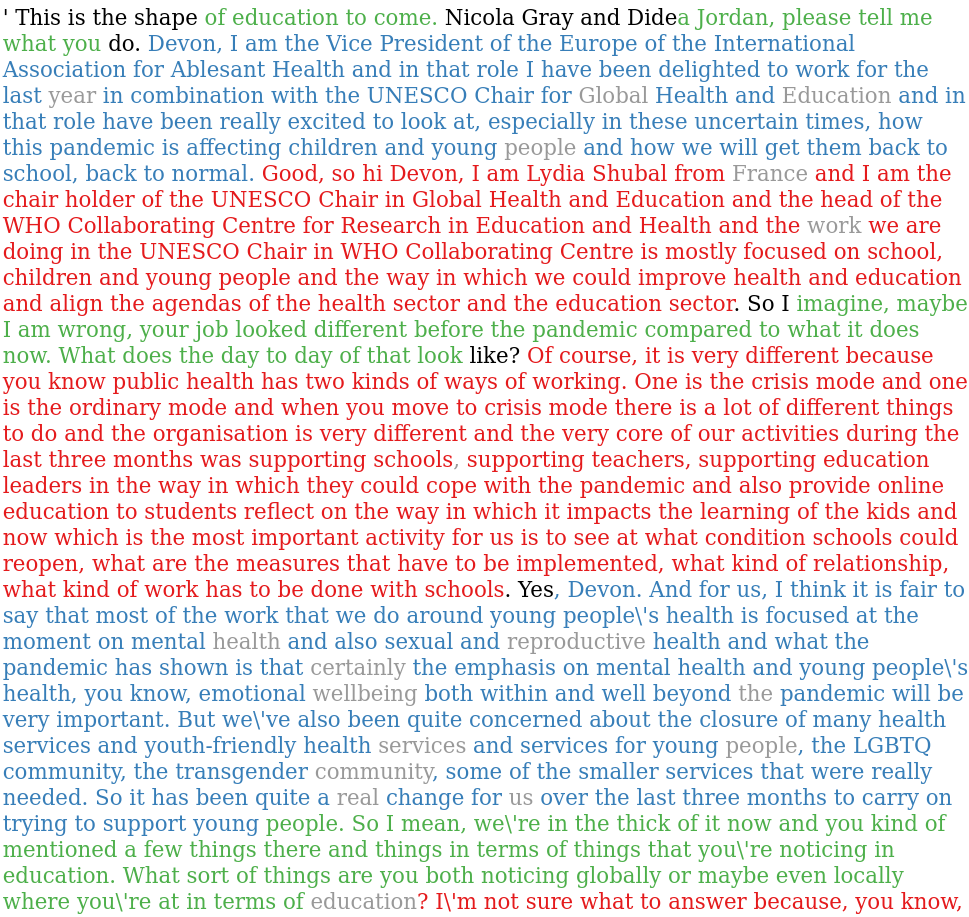 ' This is the shape of education to come. Nicola Gray and Didea Jordan, please tell me
what you do. Devon, I am the Vice President of the Europe of the International
Association for Ablesant Health and in that role I have been delighted to work for the
last year in combination with the UNESCO Chair for Global Health and Education and in
that role have been really excited to look at, especially in these uncertain times, how
this pandemic is affecting children and young people and how we will get them back to
school, back to normal. Good, so hi Devon, I am Lydia Shubal from France and I am the
chair holder of the UNESCO Chair in Global Health and Education and the head of the
WHO Collaborating Centre for Research in Education and Health and the work we are
doing in the UNESCO Chair in WHO Collaborating Centre is mostly focused on school,
children and young people and the way in which we could improve health and education
and align the agendas of the health sector and the education sector. So I imagine, maybe
I am wrong, your job looked different before the pandemic compared to what it does
now. What does the day to day of that look like? Of course, it is very different because
you know public health has two kinds of ways of working. One is the crisis mode and one
is the ordinary mode and when you move to crisis mode there is a lot of different things
to do and the organisation is very different and the very core of our activities during the
last three months was supporting schools, supporting teachers, supporting education
leaders in the way in which they could cope with the pandemic and also provide online
education to students reflect on the way in which it impacts the learning of the kids and
now which is the most important activity for us is to see at what condition schools could
reopen, what are the measures that have to be implemented, what kind of relationship,
what kind of work has to be done with schools. Yes, Devon. And for us, I think it is fair to
say that most of the work that we do around young people\'s health is focused at the
moment on mental health and also sexual and reproductive health and what the
pandemic has shown is that certainly the emphasis on mental health and young people\'s
health, you know, emotional wellbeing both within and well beyond the pandemic will be
very important. But we\'ve also been quite concerned about the closure of many health
services and youth-friendly health services and services for young people, the LGBTQ
community, the transgender community, some of the smaller services that were really
needed. So it has been quite a real change for us over the last three months to carry on
trying to support young people. So I mean, we\'re in the thick of it now and you kind of
mentioned a few things there and things in terms of things that you\'re noticing in
education. What sort of things are you both noticing globally or maybe even locally
where you\'re at in terms of education? I\'m not sure what to answer because, you know,